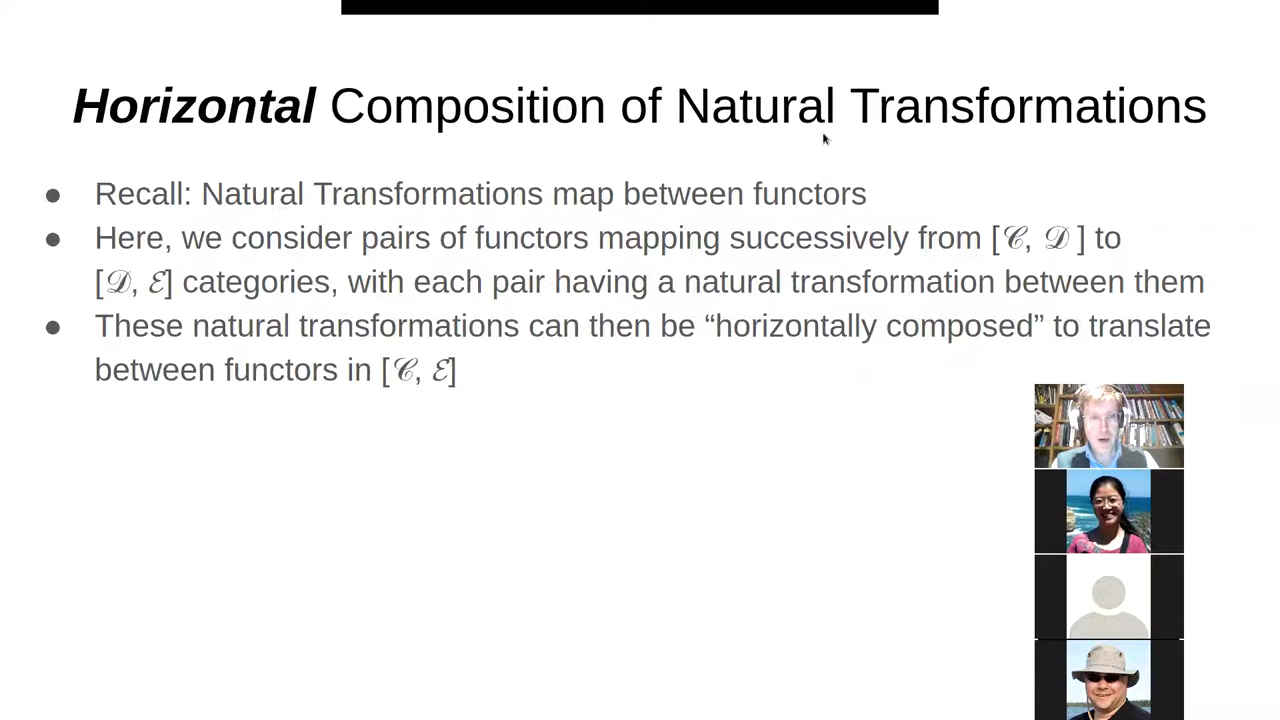 Horizontal Composition of Natural Transformations
● Recall: Natural Transformations map between functors
● Here, we consider pairs of functors mapping successively from [𝒞, 𝒟 ] to
[𝒟, ℰ] categories, with each pair having a natural transformation between them
● These natural transformations can then be “horizontally composed” to translate
between functors in [𝒞, ℰ]